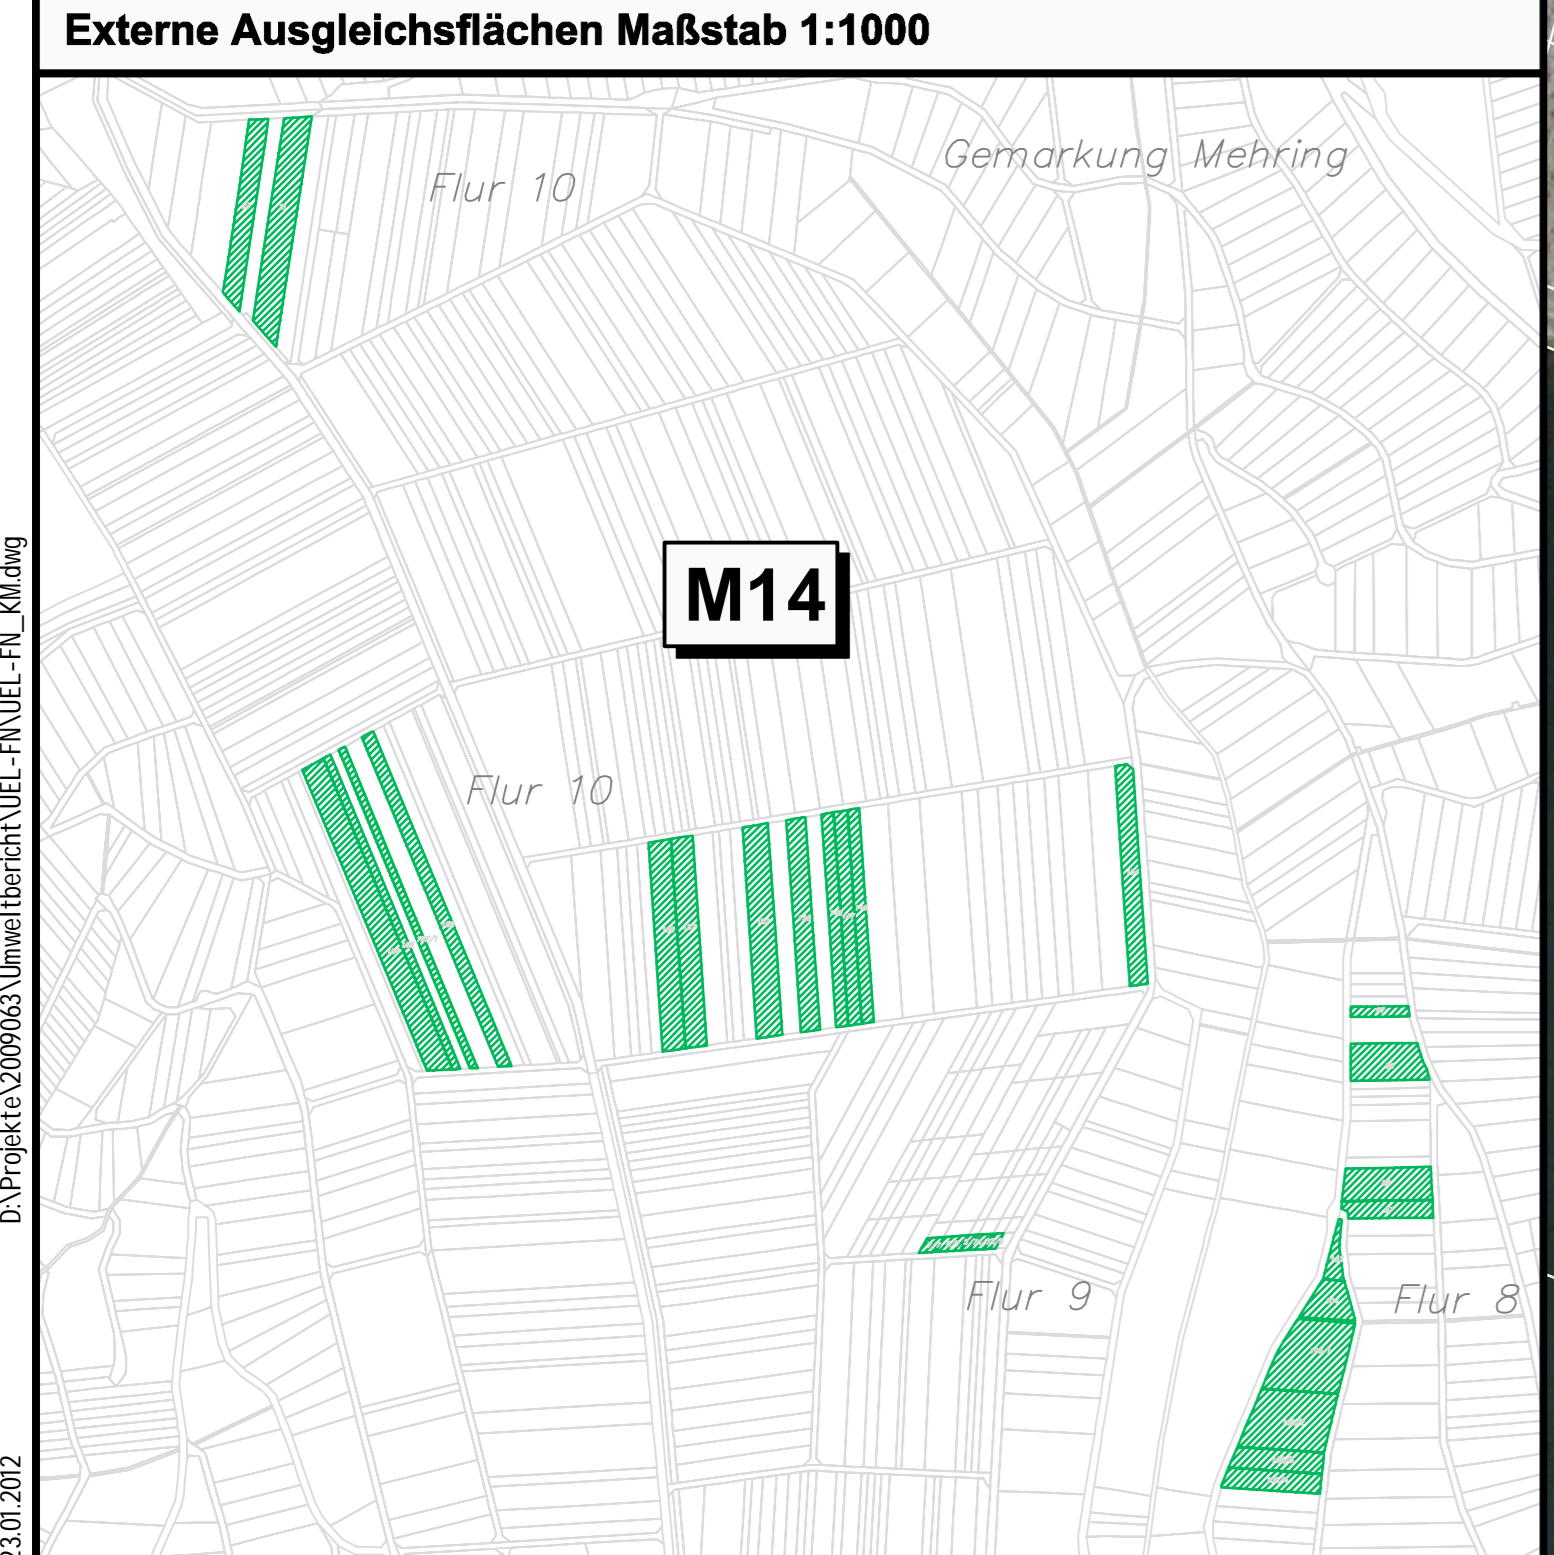 Externe Ausgleichsflächen Maßstab 1:1000
Gemarkung Mehring
Flur 10
M14
Flur 10
Flur 9
Flur 8
D:\Projekte\2009063\Umweltbericht\UEL-FN\UEL-FN_KM.dwg
23.01.2012